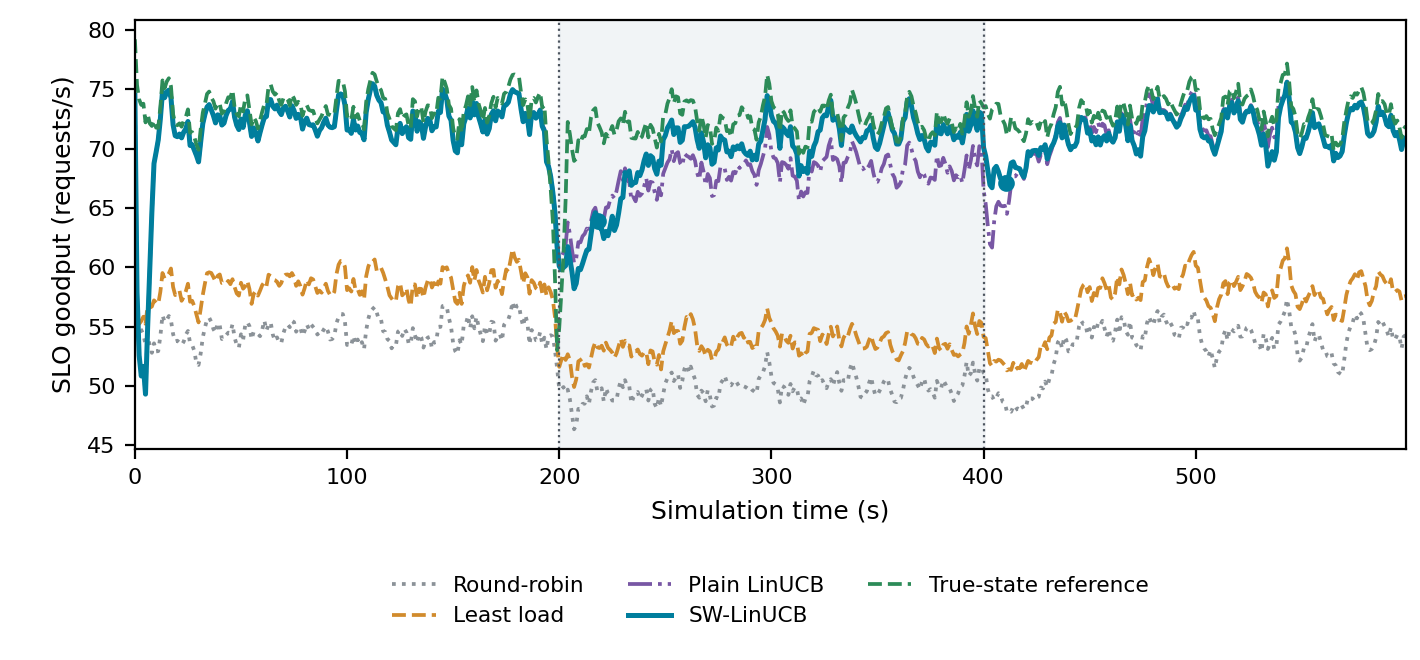 80
75
70
65
60
55
50
45
SLO goodput (requests/s)
0 100 200 300 400 500
Simulation time (s)
Round-robin Plain LinUCB True-state reference
Least load SW-LinUCB